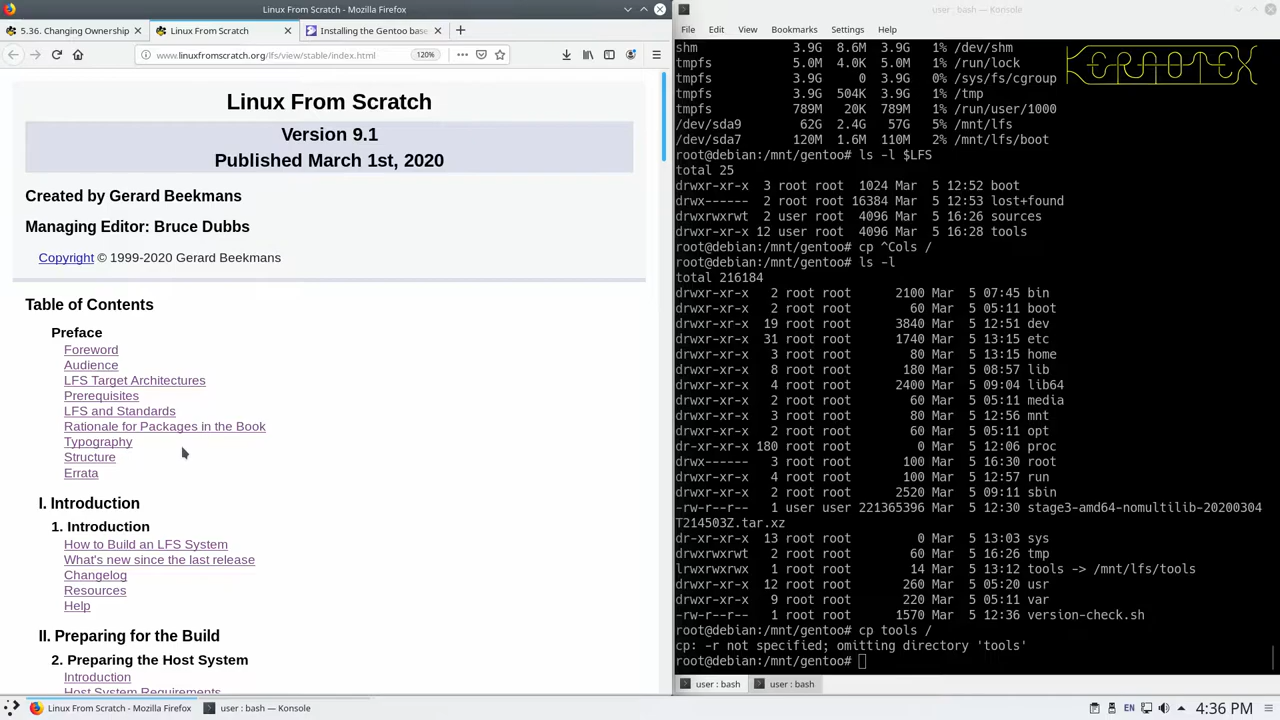 Linux From Scratch - Mozilla Firefox
5.36. Changing Ownership
Linux From Scratch
Installing the Gentoo base
www.linuxfromscratch.org/lfs/view/stable/index.html
120%
Linux From Scratch
Version 9.1
Published March 1st, 2020
Created by Gerard Beekmans
Managing Editor: Bruce Dubbs
Copyright © 1999-2020 Gerard Beekmans
Table of Contents
Preface
Foreword
Audience
LFS Target Architectures
Prerequisites
LFS and Standards
Rationale for Packages in the Book
Typography
Structure
Errata
I. Introduction
1. Introduction
How to Build an LFS System
What's new since the last release
Changelog
Resources
Help
II. Preparing for the Build
2. Preparing the Host System
Introduction
Host System Requirements
user : bash — Konsole
File Edit View Bookmarks Settings Help
shm 3.9G 8.6M 3.9G 1% /dev/shm
tmpfs 5.0M 4.0K 5.0M 1% /run/lock
tmpfs 3.9G 0 3.9G 0% /sys/fs/cgroup
tmpfs 3.9G 504K 3.9G 1% /tmp
tmpfs 789M 20K 789M 1% /run/user/1000
/dev/sda9 62G 2.4G 57G 5% /mnt/lfs
/dev/sda7 120M 1.6M 110M 2% /mnt/lfs/boot
root@debian:/mnt/gentoo# ls -l $LFS
total 25
drwxr-xr-x 3 root root 1024 Mar 5 12:52 boot
drwx------ 2 root root 16384 Mar 5 12:53 lost+found
drwxrwxrwt 2 user root 4096 Mar 5 16:26 sources
drwxr-xr-x 12 user root 4096 Mar 5 16:28 tools
root@debian:/mnt/gentoo# cp ^Cols /
root@debian:/mnt/gentoo# ls -l
total 216184
drwxr-xr-x 2 root root 2100 Mar 5 07:45 bin
drwxr-xr-x 2 root root 60 Mar 5 05:11 boot
drwxr-xr-x 19 root root 3840 Mar 5 12:51 dev
drwxr-xr-x 31 root root 1740 Mar 5 13:15 etc
drwxr-xr-x 3 root root 80 Mar 5 13:15 home
drwxr-xr-x 8 root root 180 Mar 5 08:57 lib
drwxr-xr-x 4 root root 2400 Mar 5 09:04 lib64
drwxr-xr-x 2 root root 60 Mar 5 05:11 media
drwxr-xr-x 3 root root 80 Mar 5 12:56 mnt
drwxr-xr-x 2 root root 60 Mar 5 05:11 opt
dr-xr-xr-x 180 root root 0 Mar 5 12:06 proc
drwx------ 3 root root 100 Mar 5 16:30 root
drwxr-xr-x 4 root root 100 Mar 5 12:57 run
drwxr-xr-x 2 root root 2520 Mar 5 09:11 sbin
-rw-r--r-- 1 user user 221365396 Mar 5 12:30 stage3-amd64-nomultilib-20200304
T214503Z.tar.xz
dr-xr-xr-x 13 root root 0 Mar 5 13:03 sys
drwxrwxrwt 2 root root 60 Mar 5 16:26 tmp
lrwxrwxrwx 1 root root 14 Mar 5 13:12 tools -> /mnt/lfs/tools
drwxr-xr-x 12 root root 260 Mar 5 05:20 usr
drwxr-xr-x 9 root root 220 Mar 5 05:11 var
-rw-r--r-- 1 root root 1570 Mar 5 12:36 version-check.sh
root@debian:/mnt/gentoo# cp tools /
cp: -r not specified; omitting directory 'tools'
root@debian:/mnt/gentoo#
user : bash
user : bash
Linux From Scratch - Mozilla Firefox
user : bash — Konsole
EN
4:36 PM